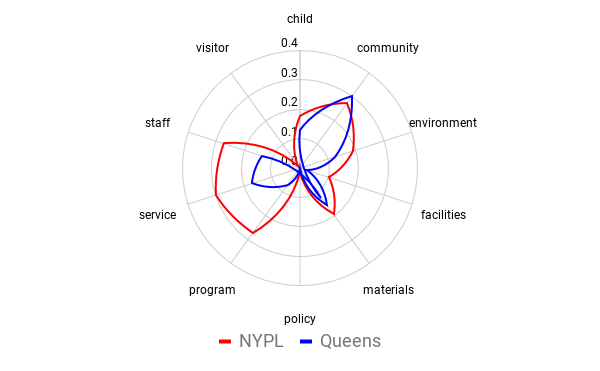 child
visitor
community
0.4
0.3
0.2
staff
environment
0.1
0.0
service
facilities
program
materials
policy
NYPL Queens